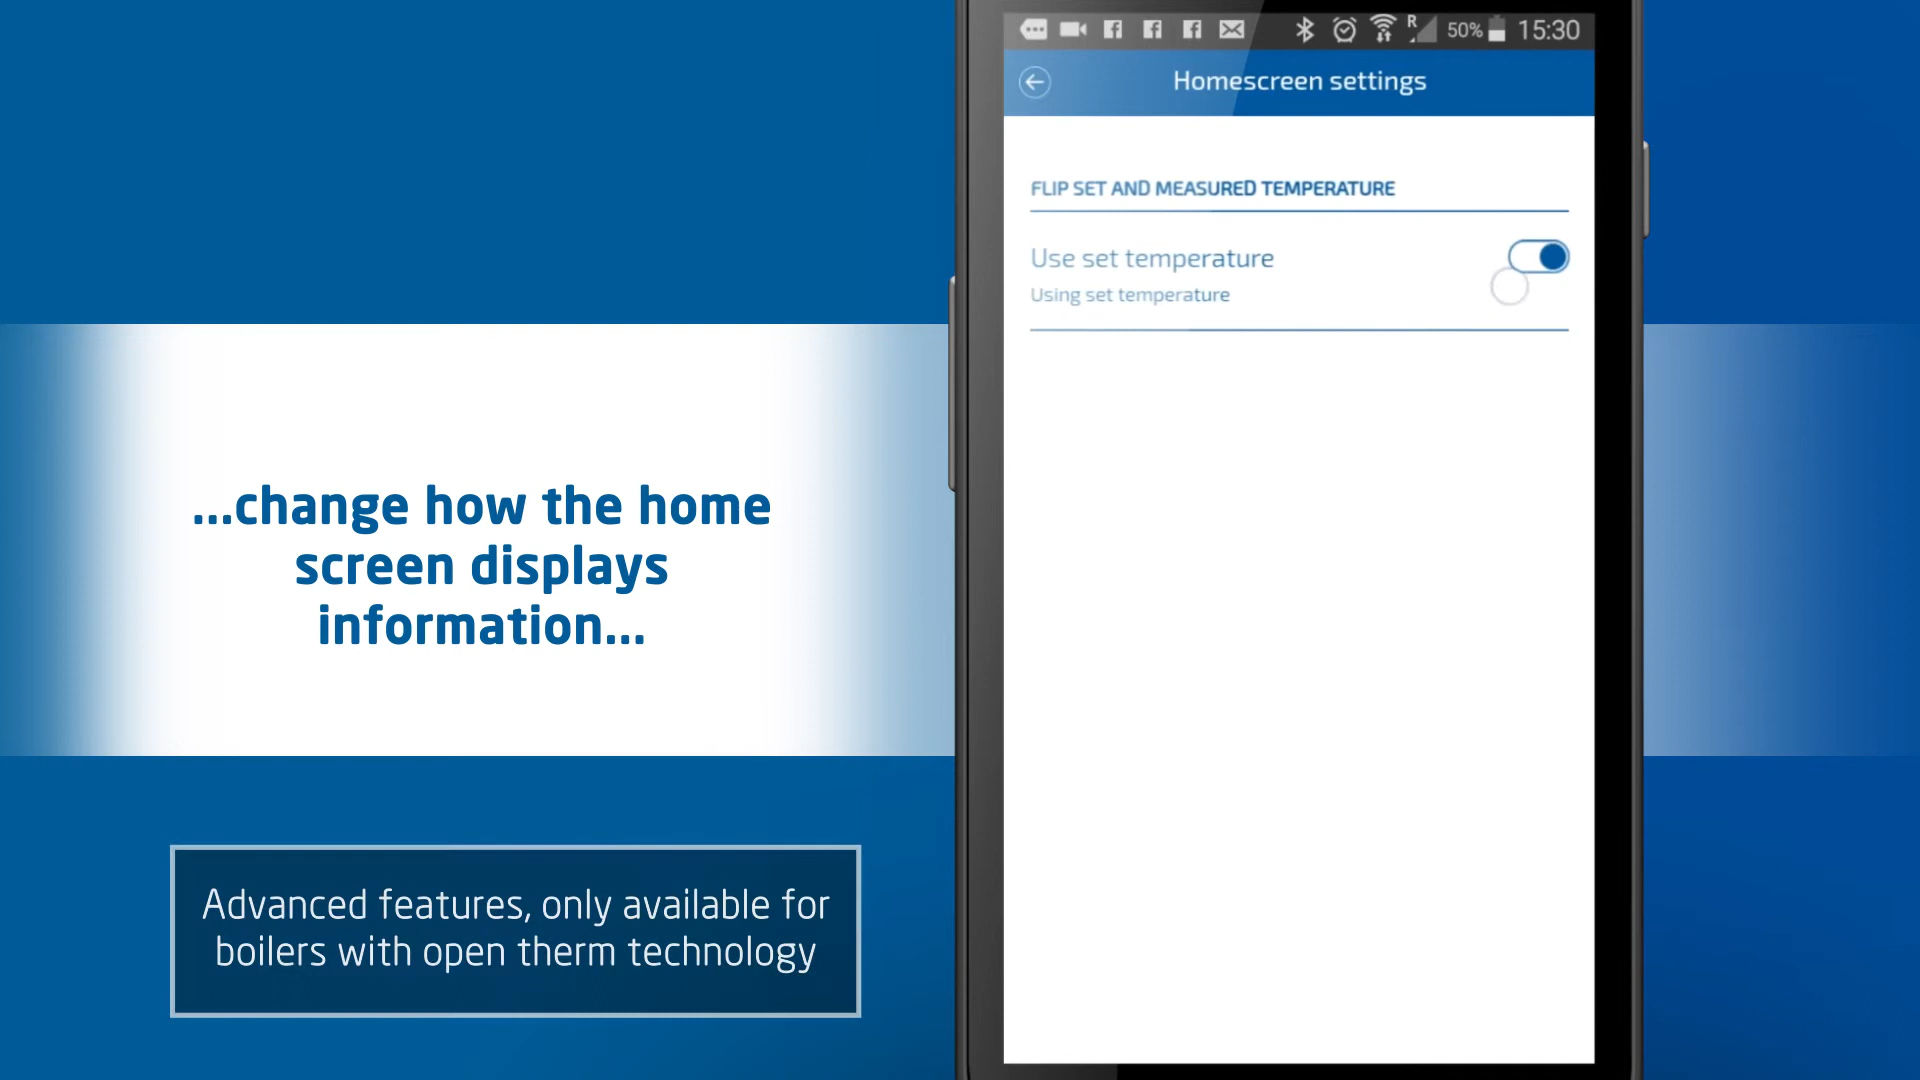 R
50%
15:30
Homescreen settings
FLIP SET AND MEASURED TEMPERATURE
Use set temperature
Using set temperature
...change how the home
screen displays
information...
Advanced features, only available for
boilers with open therm technology